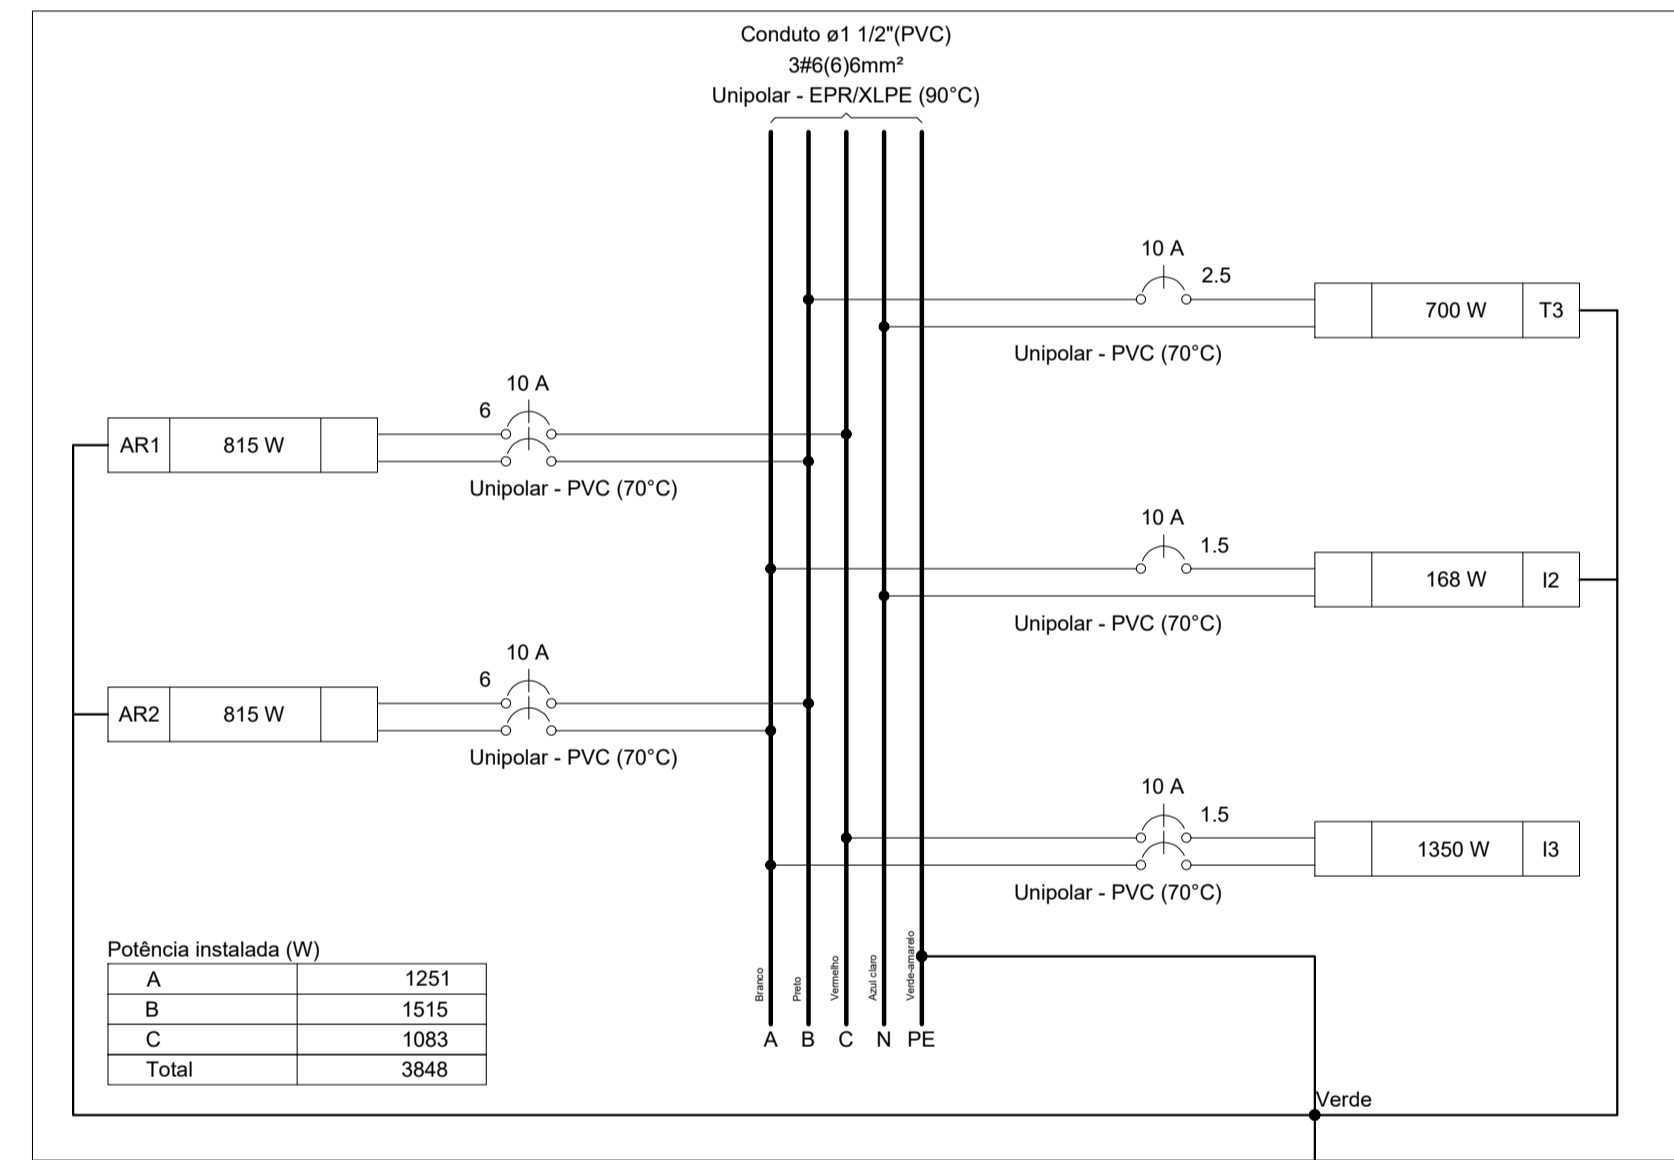 Conduto ø1 1/2"(PVC)
3#6(6)6mm²
Unipolar - EPR/XLPE (90°C)
10 A
2.5
700 W
T3
Unipolar - PVC (70°C)
10 A
6
AR1
815 W
Unipolar - PVC (70°C)
10 A
1.5
168 W
I2
Unipolar - PVC (70°C)
10 A
6
AR2
815 W
Unipolar - PVC (70°C)
10 A
1.5
1350 W
I3
Unipolar - PVC (70°C)
Potência instalada (W)
A 1251
B 1515
C 1083
Total 3848
Branco
Preto
Vermelho
Azul claro
Verde-amarelo
A B C N PE
Verde